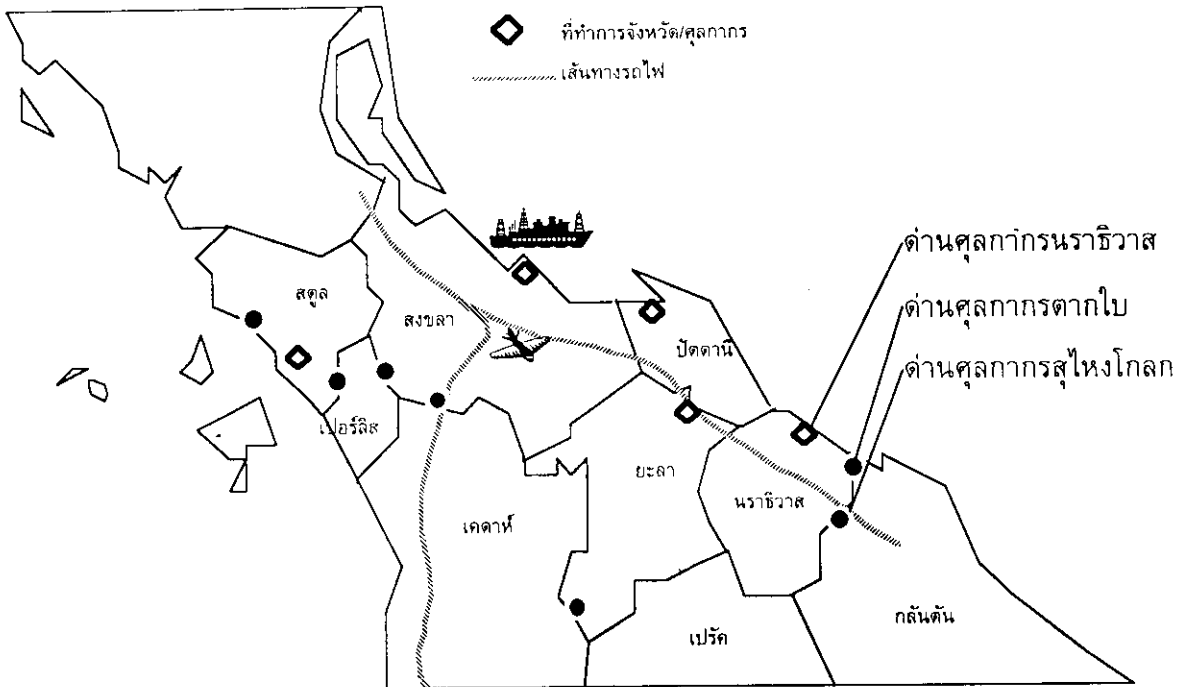 ที่ทำการจังหวัด/ศุลกากร
เส้นทางรถไฟ
ด่านศุลกากรนราธิวาส
ด่านศุลกากรตากใบ
ด่านศุลกากรสุไหงโกลก
สตูล
สงขลา
ปัตตานี
เปอร์ลิส
ยะลา
นราธิวาส
เคดาห์
กลันตัน
เปรัค